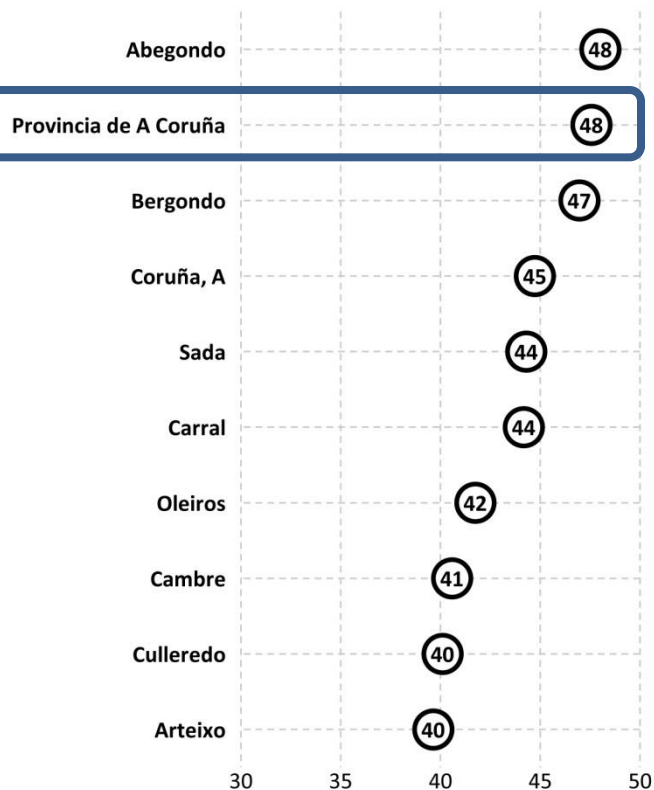 Abegondo 48
Provincia de A Coruña 48
Bergondo 47
Coruña, A 45
Sada 44
Carral 44
Oleiros 42
Cambre 41
Culleredo 40
Arteixo 40
30 35 40 45 50